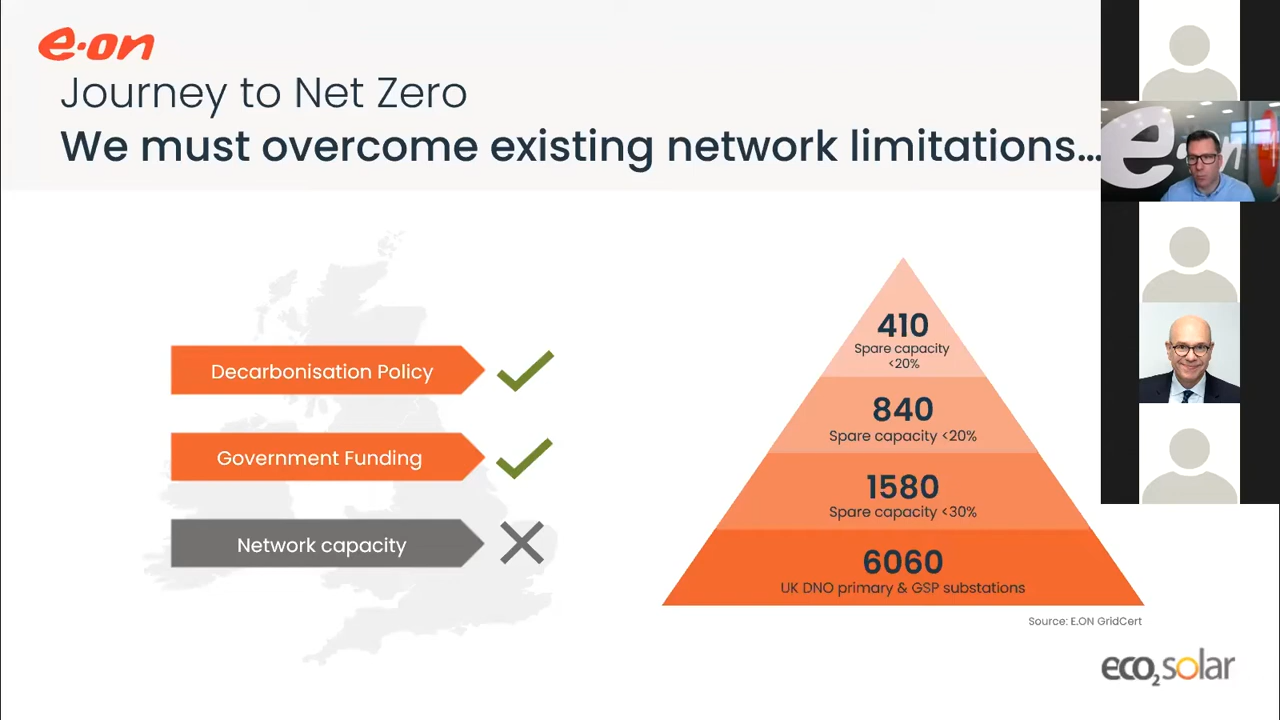 e·on
Journey to Net Zero
We must overcome existing network limitations...
e·on
Decarbonisation Policy
Government Funding
Network capacity
410
Spare capacity
<20%
840
Spare capacity <20%
1580
Spare capacity <30%
6060
UK DNO primary & GSP substations
Source: E.ON GridCert
eco2solar